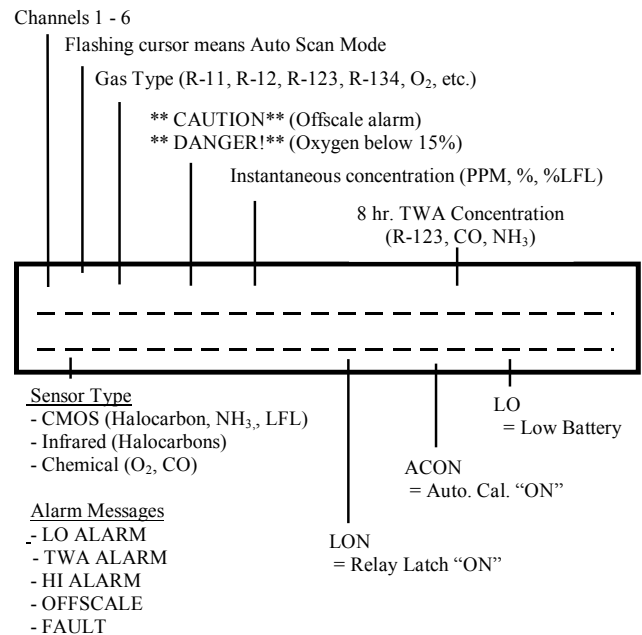 Channels 1 - 6
Flashing cursor means Auto Scan Mode
Gas Type (R-11, R-12, R-123, R-134, O₂, etc.)
** CAUTION** (Offscale alarm)
** DANGER!** (Oxygen below 15%)
Instantaneous concentration (PPM, %, %LFL)
8 hr. TWA Concentration
(R-123, CO, NH₃)
Sensor Type
- CMOS (Halocarbon, NH₃,, LFL)
- Infrared (Halocarbons)
- Chemical (O₂, CO)
Alarm Messages
- LO ALARM
- TWA ALARM
- HI ALARM
- OFFSCALE
- FAULT
LON
= Relay Latch “ON”
ACON
= Auto. Cal. “ON”
LO
= Low Battery